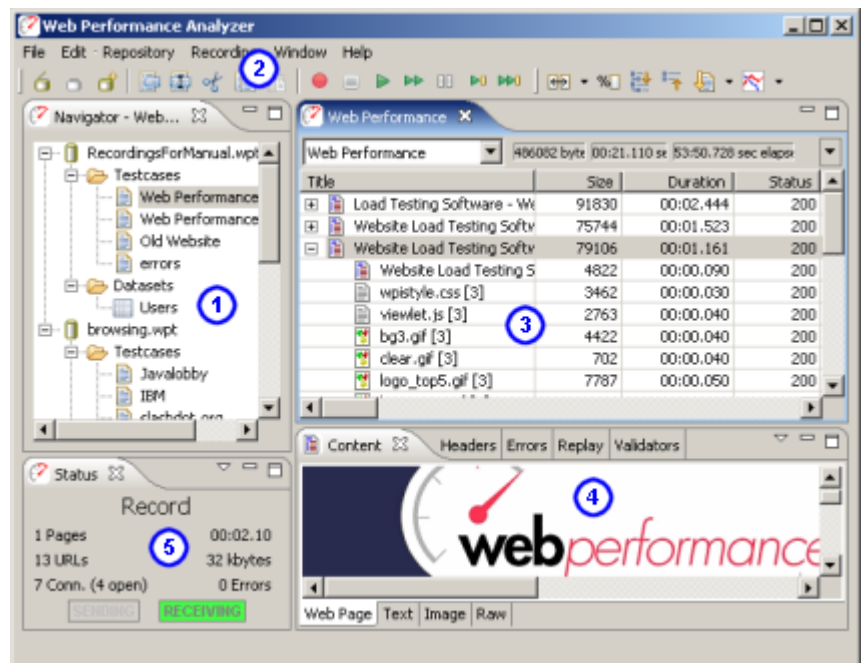 Web Performance Analyzer
File Edit Repository Recording Window Help
2
Navigator - Web...
RecordingsForManual.wpt
Testcases
Web Performance
Web Performance
Old Website
errors
Datasets
Users
1
browsing.wpt
Testcases
Javalobby
IBM
slashdot.org
Web Performance
Web Performance 486082 byte 00:21.110 se 53:50.728 sec elapse
Title Size Duration Status
Load Testing Software - We 91830 00:02.444 200
Website Load Testing Softw 75744 00:01.523 200
Website Load Testing Softw 79106 00:01.161 200
Website Load Testing S 4822 00:00.090 200
wpistyle.css [3] 3462 00:00.030 200
viewlet.js [3] 2763 00:00.040 200
3
bg3.gif [3] 4422 00:00.040 200
clear.gif [3] 702 00:00.040 200
logo_top5.gif [3] 7787 00:00.050 200
Status
Record
1 Pages 00:02.10
13 URLs 32 kbytes
5
7 Conn. (4 open) 0 Errors
SENDING RECEIVING
Content Headers Errors Replay Validators
4
webperformance
Web Page Text Image Raw